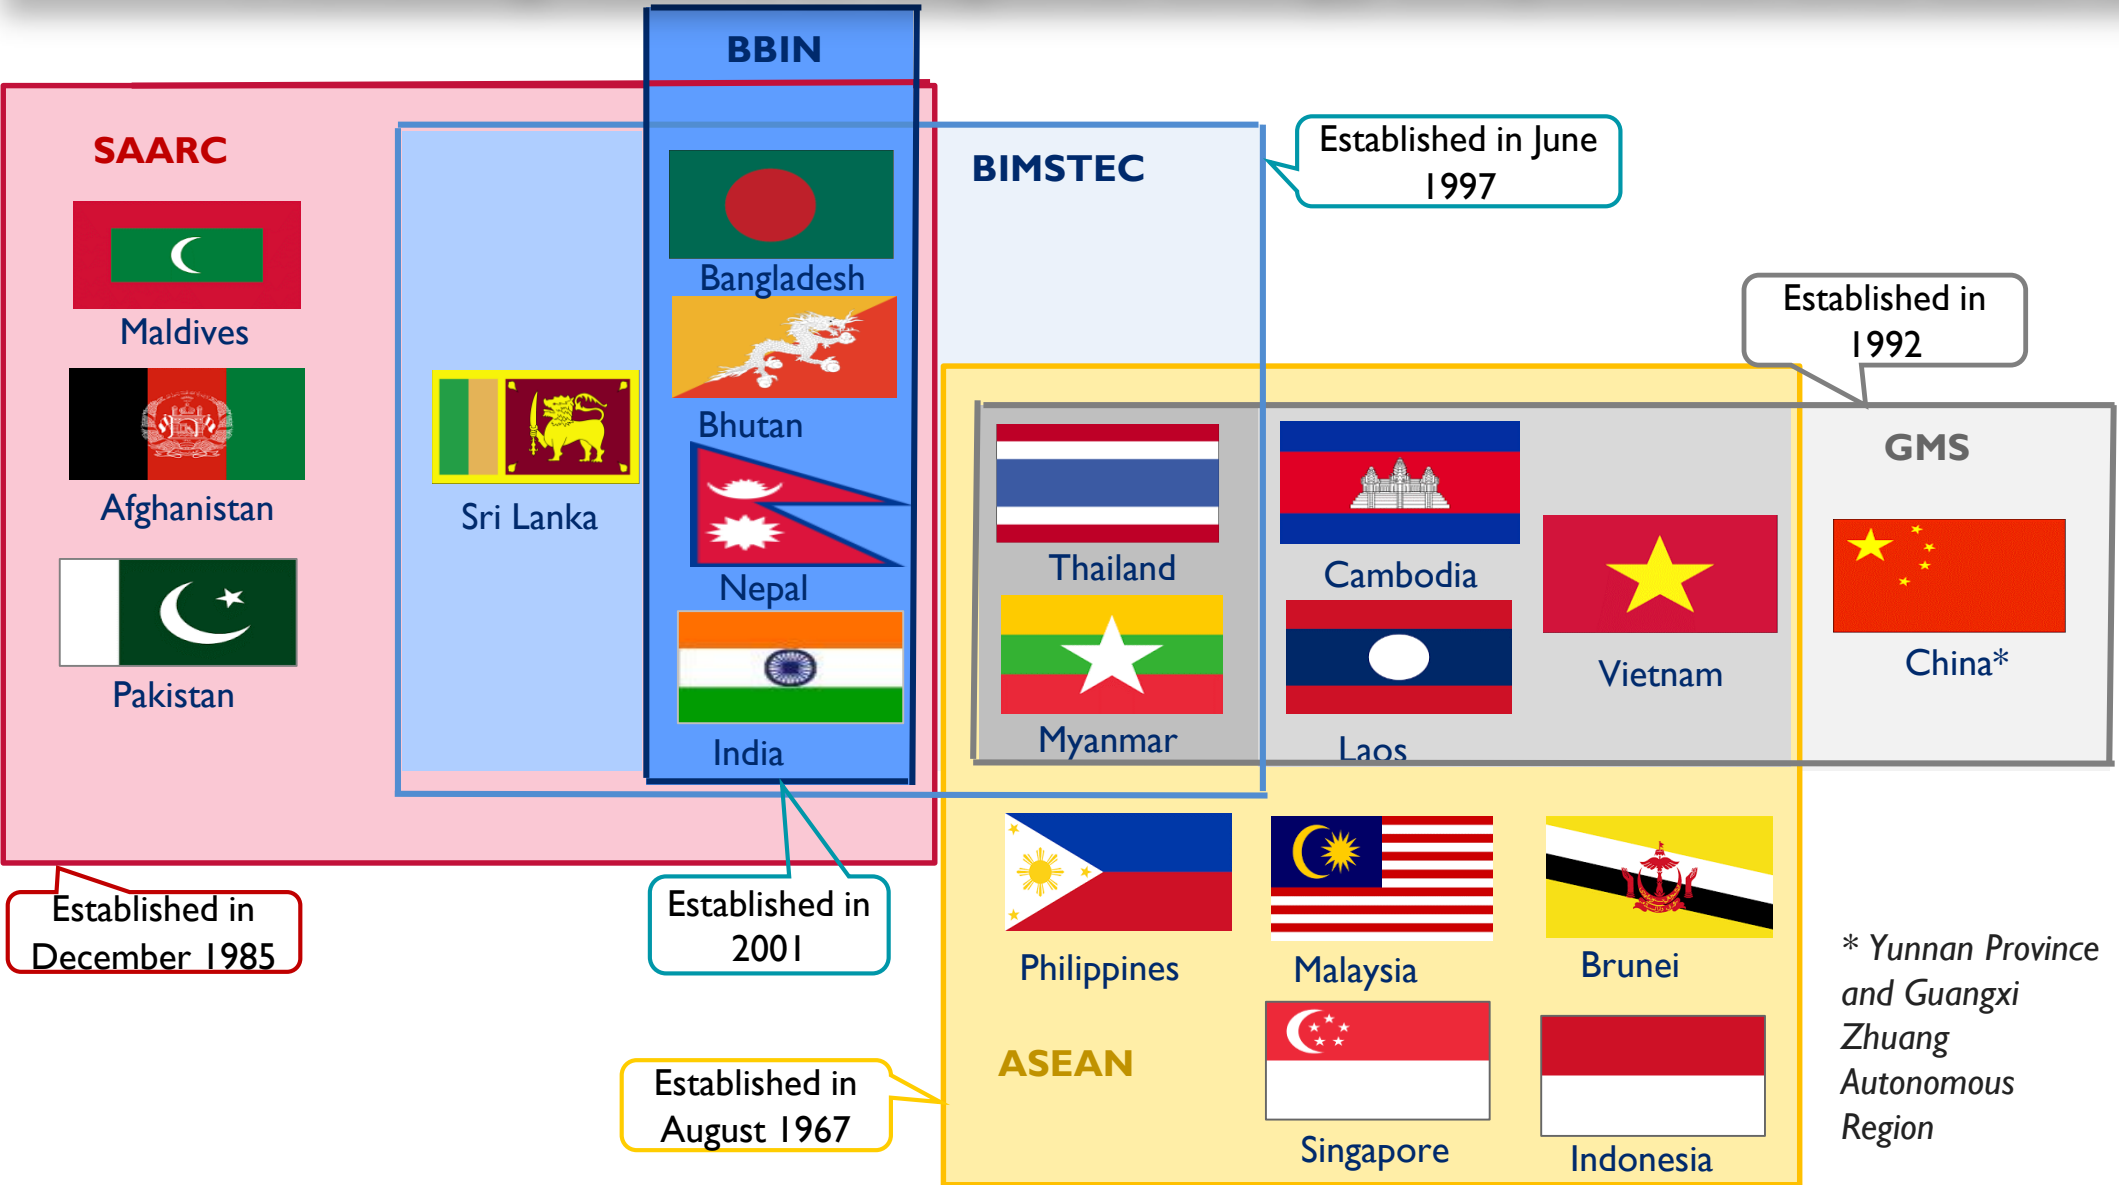 BBIN
SAARC
BIMSTEC
Established in June
1997
Bangladesh
Maldives
Established in
1992
Bhutan
GMS
Afghanistan
Sri Lanka
Thailand
Cambodia
Nepal
Vietnam
China*
Pakistan
India
Myanmar
Laos
Established in
December 1985
Established in
2001
Philippines
Malaysia
Brunei
* Yunnan Province
and Guangxi
Zhuang
Autonomous
Region
ASEAN
Established in
August 1967
Singapore
Indonesia